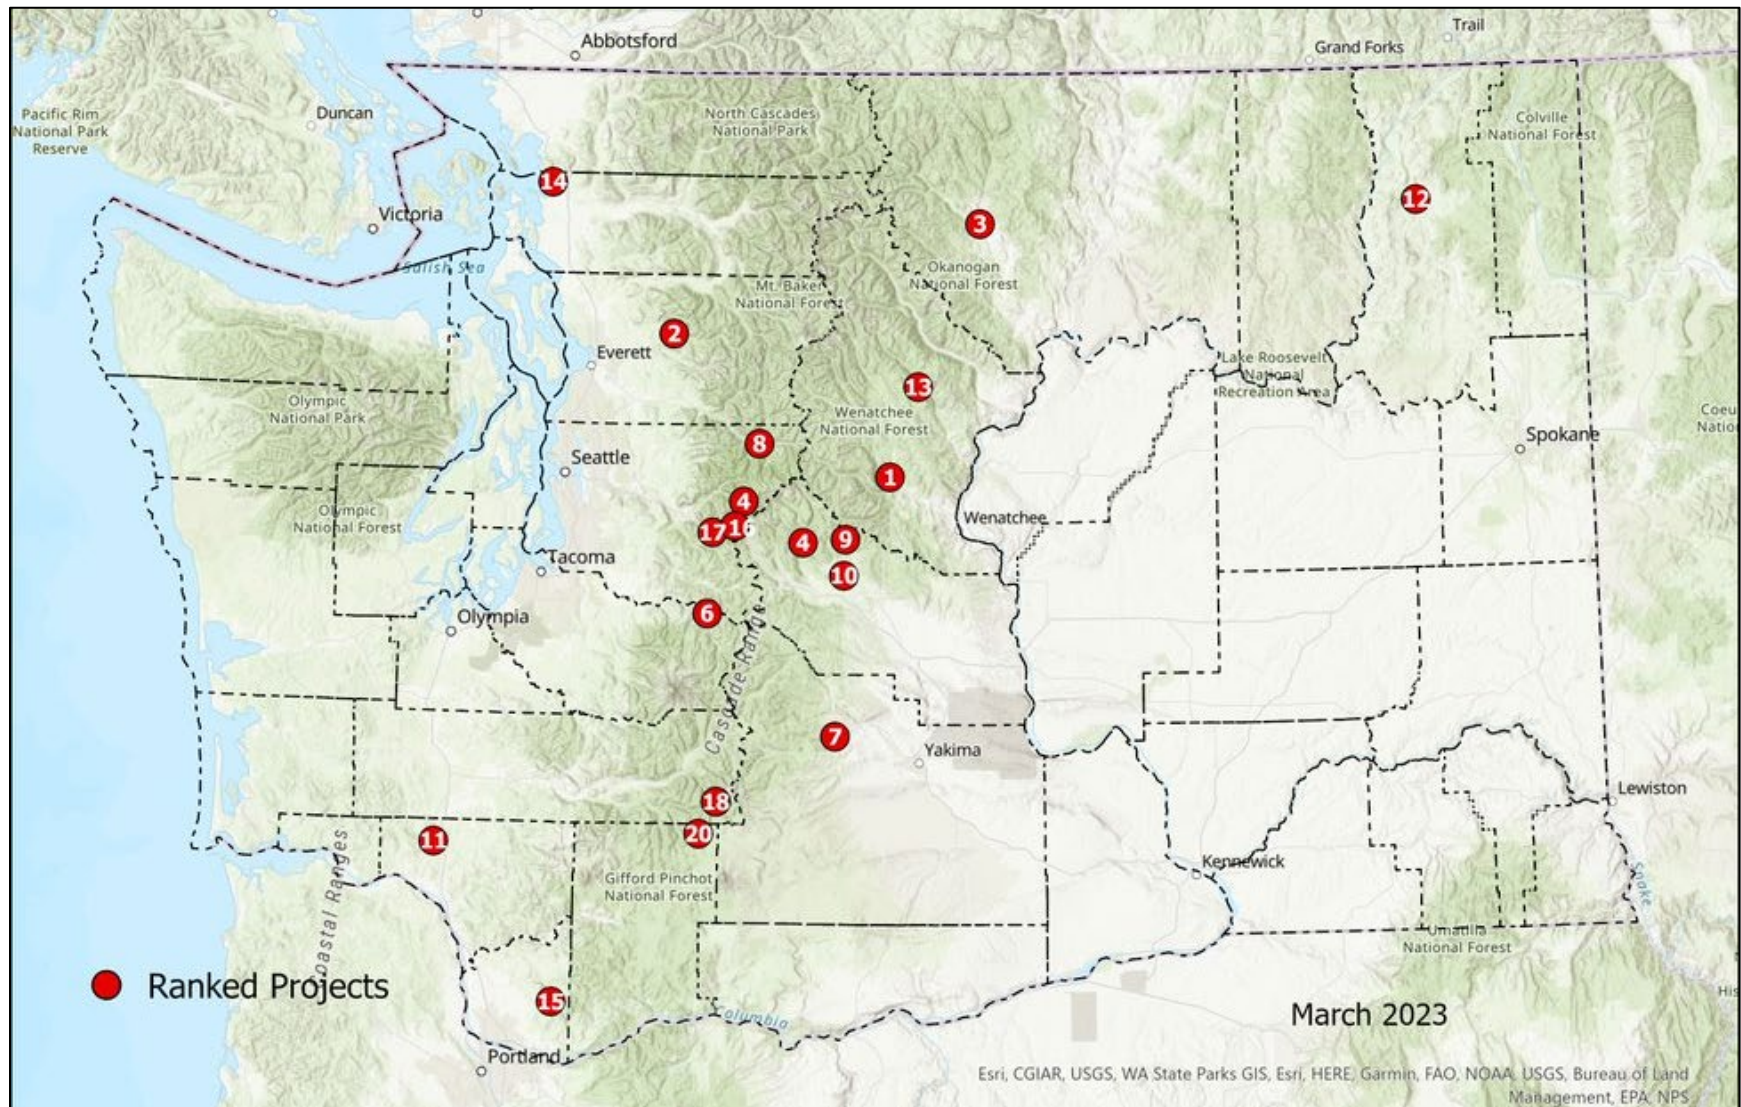 Trail
Abbotsford
Grand Forks
Pacific Rim
National Park
Reserve
Duncan
North Cascades
National Park
Colville
National Forest
14
12
Victoria
3
Salish Sea
Okanogan
National Forest
Mt. Baker
National Forest
2
Everett
Lake Roosevelt
National
Recreation Area
13
Olympic
National Park
Wenatchee
National Forest
Coeu
Natio
8
Spokane
Seattle
1
4
Olympic
National Forest
Wenatchee
17
16
4
9
Tacoma
10
6
Olympia
Cascade Range
7
Yakima
18
Lewiston
20
11
Kennewick
Gifford Pinchot
National Forest
Snake
Coastal Ranges
Umatilla
National Forest
Ranked Projects
15
Columbia
March 2023
His
Portland
Esri, CGIAR, USGS, WA State Parks GIS, Esri, HERE, Garmin, FAO, NOAA, USGS, Bureau of Land
Management, EPA, NPS